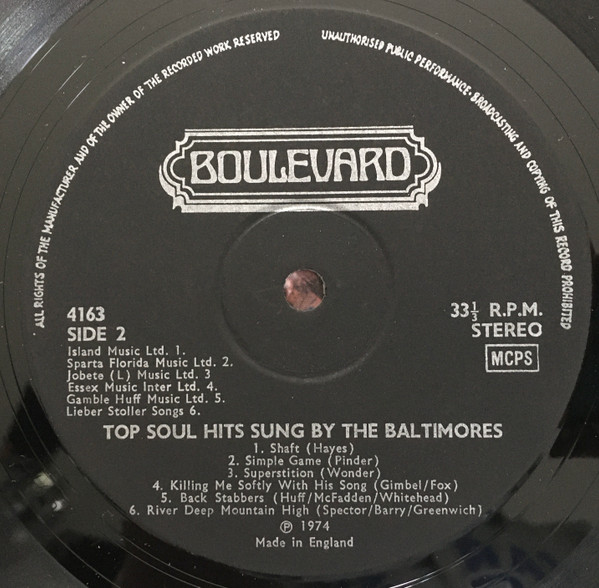 ALL RIGHTS OF THE MANUFACTURER AND OF THE OWNER OF THE RECORDED WORK RESERVED
UNAUTHORISED PUBLIC PERFORMANCE · BROADCASTING AND COPYING OF THIS RECORD PROHIBITED
BOULEVARD
4163
SIDE 2
33⅓ R.P.M.
STEREO
MCPS
Island Music Ltd. 1.
Sparta Florida Music Ltd. 2.
Jobete (L) Music Ltd. 3
Essex Music Inter Ltd. 4.
Gamble Huff Music Ltd. 5.
Lieber Stoller Songs 6.
TOP SOUL HITS SUNG BY THE BALTIMORES
1. Shaft (Hayes)
2. Simple Game (Pinder)
3. Superstition (Wonder)
4. Killing Me Softly With His Song (Gimbel/Fox)
5. Back Stabbers (Huff/McFadden/Whitehead)
6. River Deep Mountain High (Spector/Barry/Greenwich)
℗ 1974
Made in England